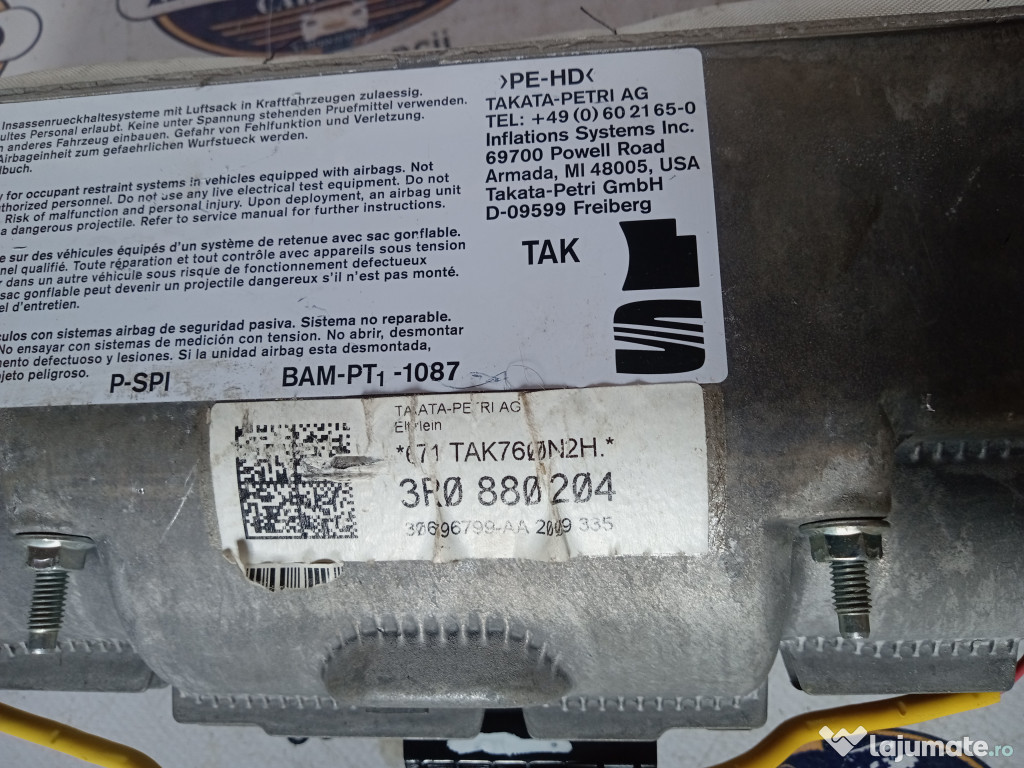 Insassenrueckhaltesysteme mit Luftsack in Kraftfahrzeugen zulaessig.
ultes Personal erlaubt. Keine unter Spannung stehenden Pruefmittel verwenden.
n anderes Fahrzeug einbauen. Gefahr von Fehlfunktion und Verletzung.
Airbageinheit zum gefaehrlichen Wurfstueck werden.
lbuch.
y for occupant restraint systems in vehicles equipped with airbags. Not
uthorized personnel. Do not use any live electrical test equipment. Do not
. Risk of malfunction and personal injury. Upon deployment, an airbag unit
a dangerous projectile. Refer to service manual for further instructions.
e sur des véhicules équipés d'un système de retenue avec sac gonflable.
nel qualifié. Toute réparation et tout contrôle avec appareils sous tension
r dans un autre véhicule sous risque de fonctionnement defectueux
sac gonflable peut devenir un projectile dangereux s'il n'est pas monté.
el d'entretien.
culos con sistemas airbag de seguridad pasiva. Sistema no reparable.
No ensayar con sistemas de medición con tension. No abrir, desmontar
mento defectuoso y lesiones. Si la unidad airbag esta desmontada,
jeto peligroso.
P-SPI BAM-PT1 -1087
>PE-HD<
TAKATA-PETRI AG
TEL: +49 (0) 60 21 65-0
Inflations Systems Inc.
69700 Powell Road
Armada, MI 48005, USA
Takata-Petri GmbH
D-09599 Freiberg
TAK
TAKATA-PETRI AG
Elterlein
*671 TAK760N2H.*
3R0 880 204
30696799-AA 2009 335
lajumate.ro